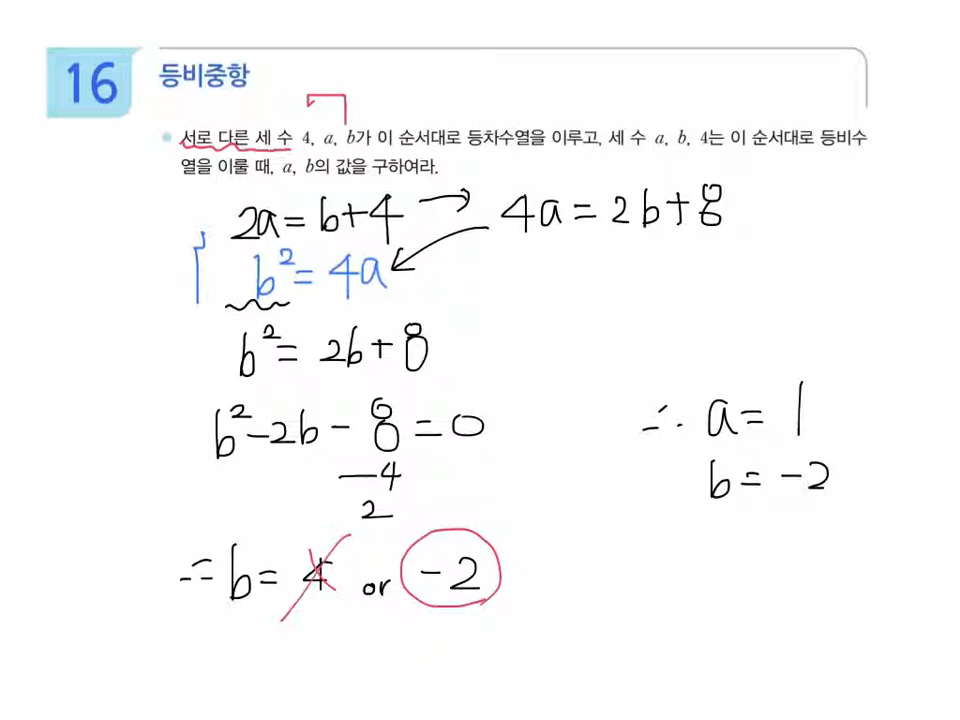 16 등비중항
서로 다른 세 수 4, a, b가 이 순서대로 등차수열을 이루고, 세 수 a, b, 4는 이 순서대로 등비수
열을 이룰 때, a, b의 값을 구하여라.
2a = b+4 → 4a = 2b+8
b² = 4a
b² = 2b+8
b²-2b-8=0
-4
2
∴ b = 4 or -2
∴ a = 1
b = -2